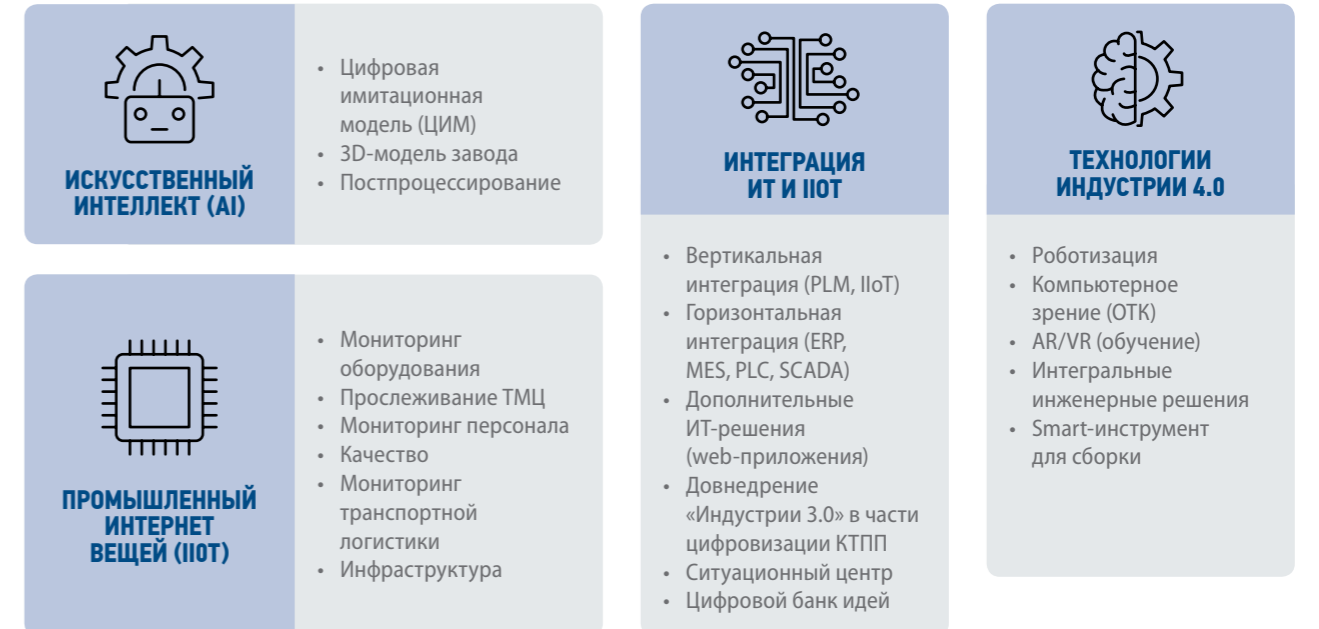 ИСКУССТВЕННЫЙ
ИНТЕЛЛЕКТ (AI)
• Цифровая
имитационная
модель (ЦИМ)
• 3D-модель завода
• Постпроцессирование
ПРОМЫШЛЕННЫЙ
ИНТЕРНЕТ
ВЕЩЕЙ (IIOT)
• Мониторинг
оборудования
• Прослеживание ТМЦ
• Мониторинг персонала
• Качество
• Мониторинг
транспортной
логистики
• Инфраструктура
ИНТЕГРАЦИЯ
ИТ И IIOT
• Вертикальная
интеграция (PLM, IIoT)
• Горизонтальная
интеграция (ERP,
MES, PLC, SCADA)
• Дополнительные
ИТ-решения
(web-приложения)
• Довнедрение
«Индустрии 3.0» в части
цифровизации КТПП
• Ситуационный центр
• Цифровой банк идей
ТЕХНОЛОГИИ
ИНДУСТРИИ 4.0
• Роботизация
• Компьютерное
зрение (ОТК)
• AR/VR (обучение)
• Интегральные
инженерные решения
• Smart-инструмент
для сборки